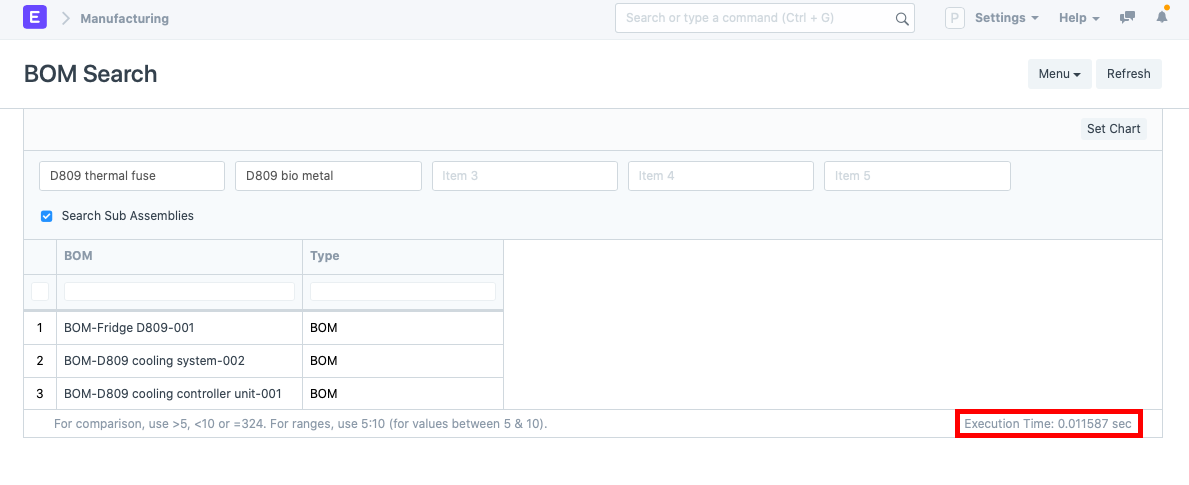 E Manufacturing Search or type a command (Ctrl + G) P Settings Help
BOM Search Menu Refresh
Set Chart
D809 thermal fuse D809 bio metal Item 3 Item 4 Item 5
Search Sub Assemblies
BOM Type
1 BOM-Fridge D809-001 BOM
2 BOM-D809 cooling system-002 BOM
3 BOM-D809 cooling controller unit-001 BOM
For comparison, use >5, <10 or =324. For ranges, use 5:10 (for values between 5 & 10). Execution Time: 0.011587 sec